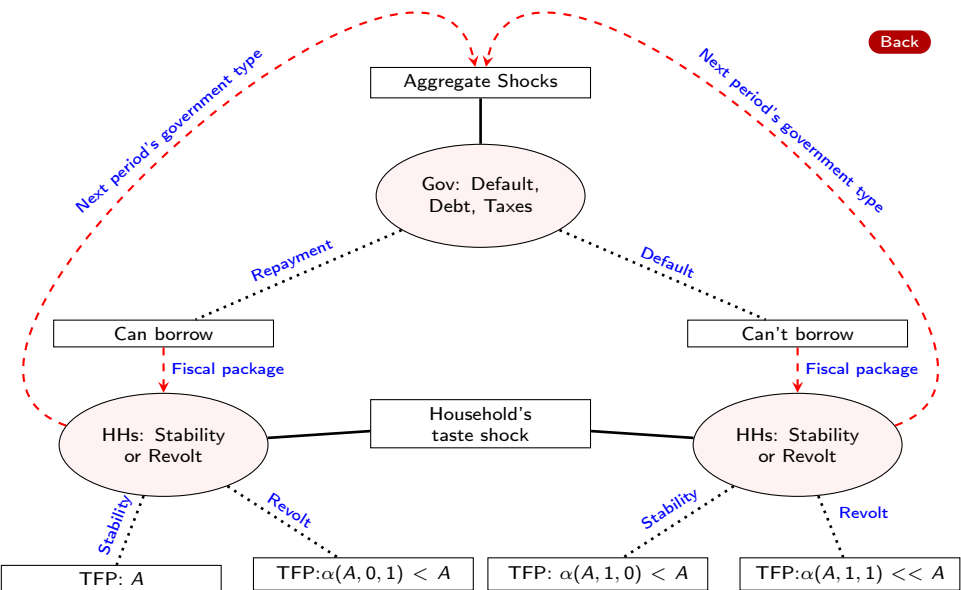 Back
Aggregate Shocks
Next period's government type
Next period's government type
Gov: Default,
Debt, Taxes
Repayment
Default
Can borrow
Can't borrow
Fiscal package
Fiscal package
HHs: Stability
or Revolt
Household's
taste shock
HHs: Stability
or Revolt
Stability
Revolt
Stability
Revolt
TFP: A
TFP:α(A, 0, 1) < A
TFP: α(A, 1, 0) < A
TFP:α(A, 1, 1) << A